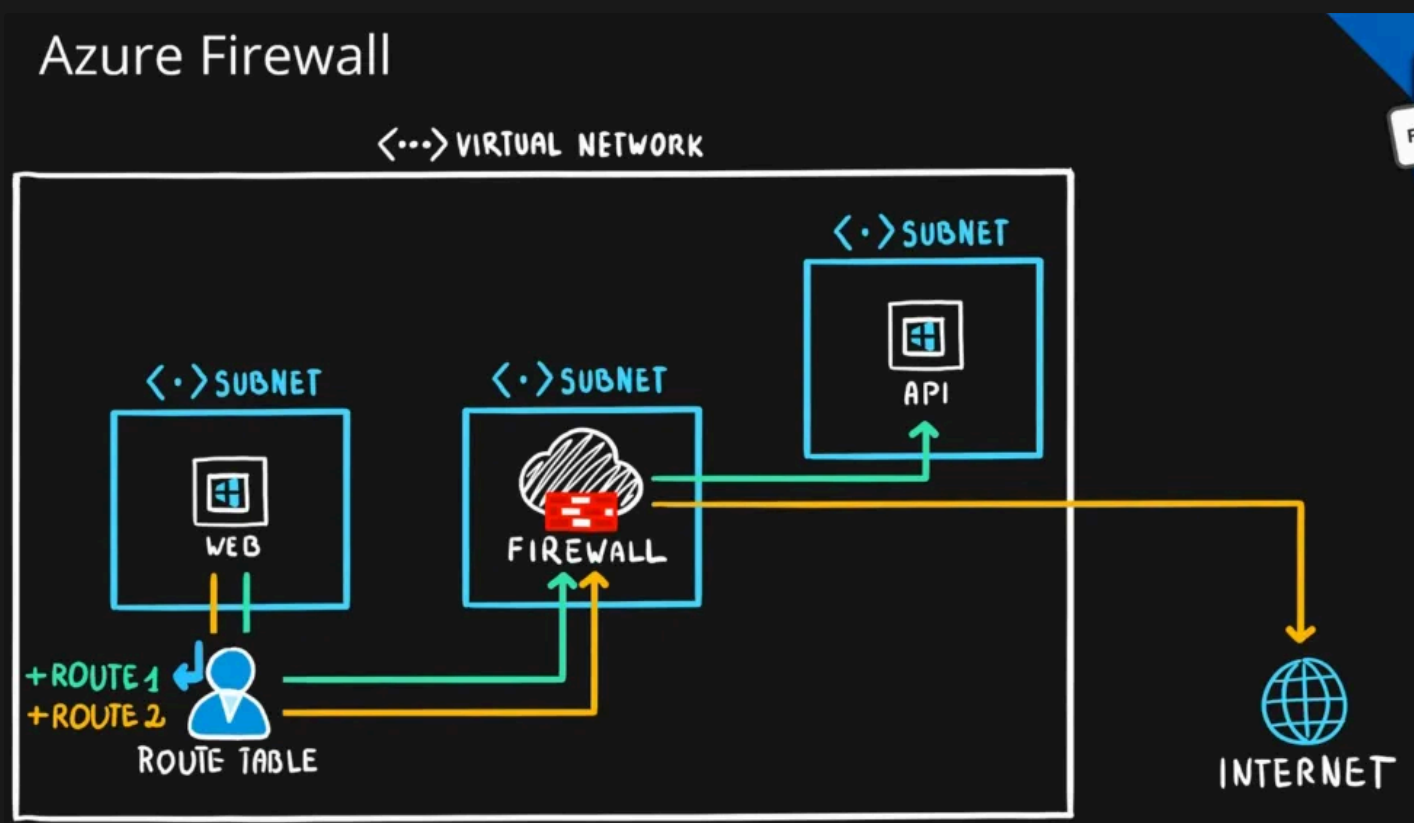 Azure Firewall
<···> VIRTUAL NETWORK
<·> SUBNET
API
<·> SUBNET
WEB
<·> SUBNET
FIREWALL
+ROUTE 1
+ROUTE 2
ROUTE TABLE
INTERNET